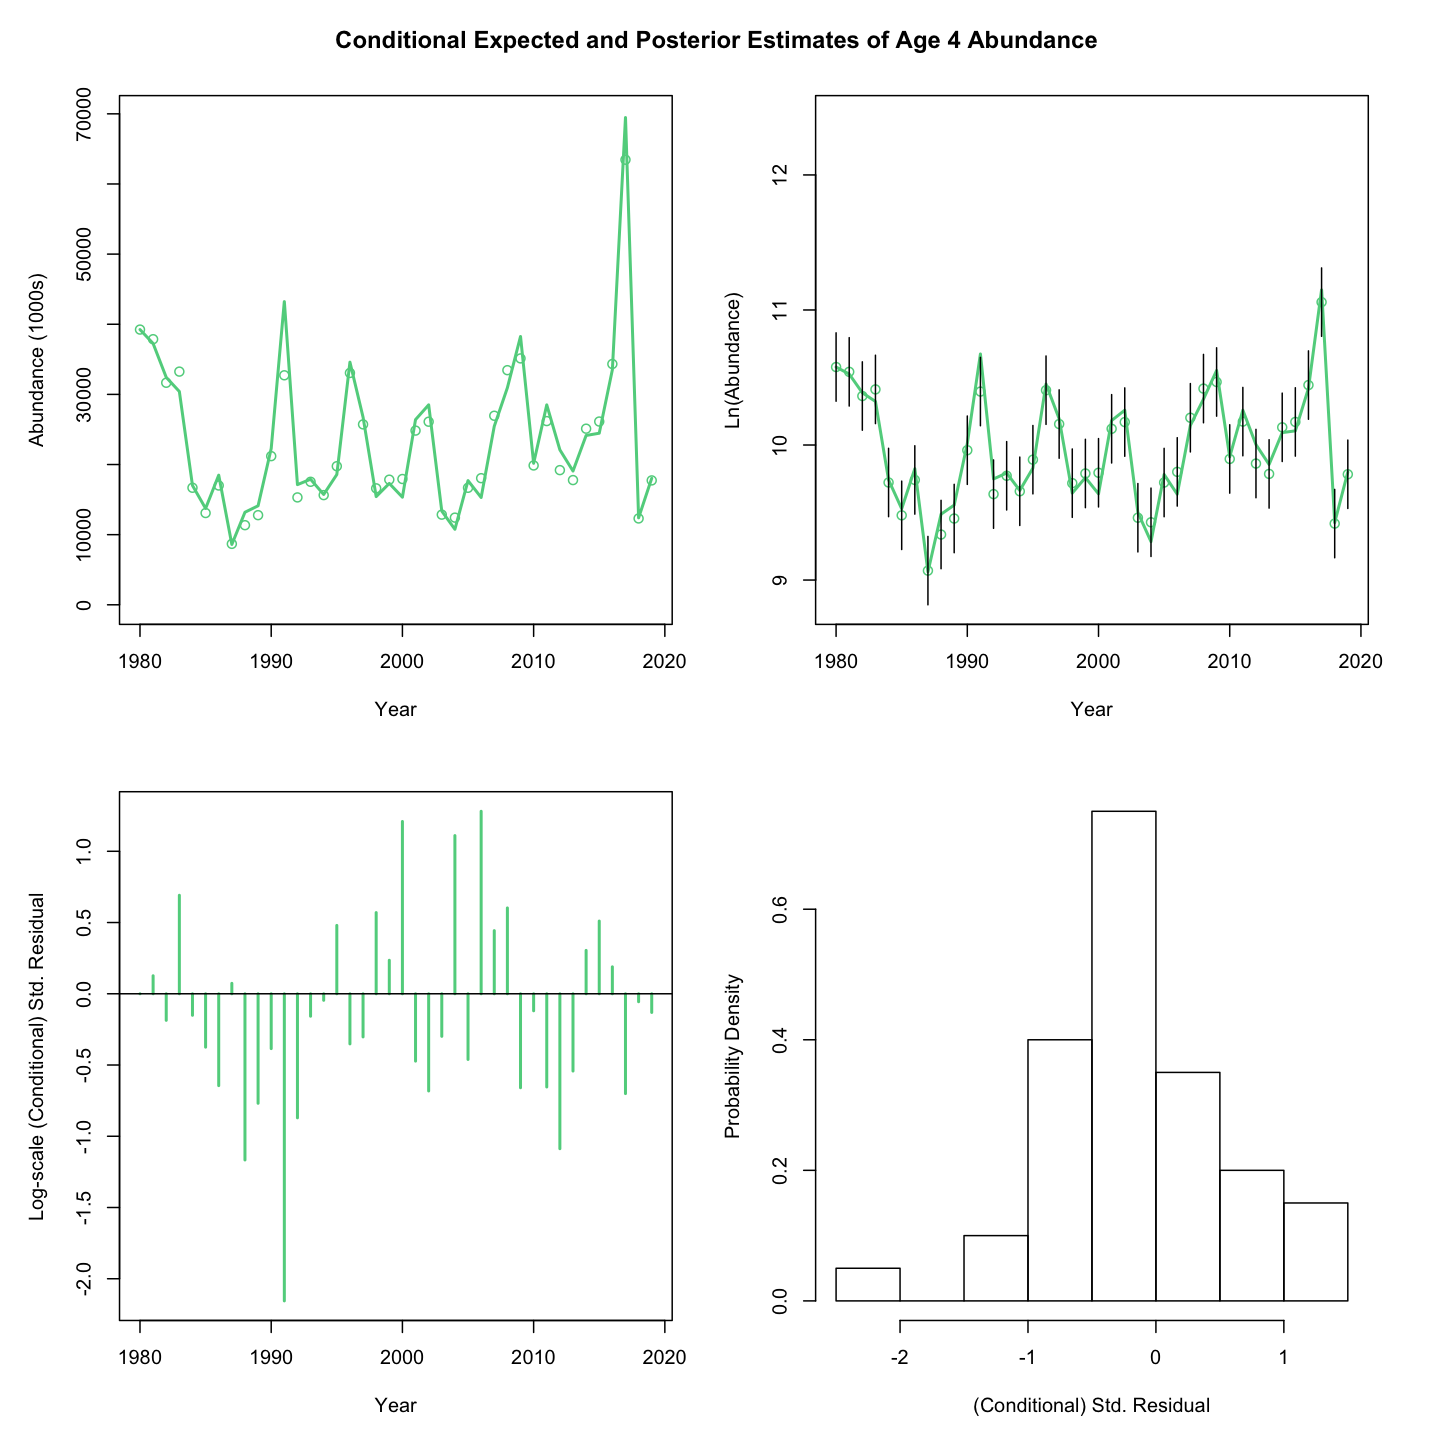 Conditional Expected and Posterior Estimates of Age 4 Abundance
Abundance (1000s)
70000
50000
30000
10000
0
1980 1990 2000 2010 2020
Year
Ln(Abundance)
12
11
10
9
1980 1990 2000 2010 2020
Year
Log-scale (Conditional) Std. Residual
1.0
0.5
0.0
-0.5
-1.0
-1.5
-2.0
1980 1990 2000 2010 2020
Year
Probability Density
0.6
0.4
0.2
0.0
-2 -1 0 1
(Conditional) Std. Residual